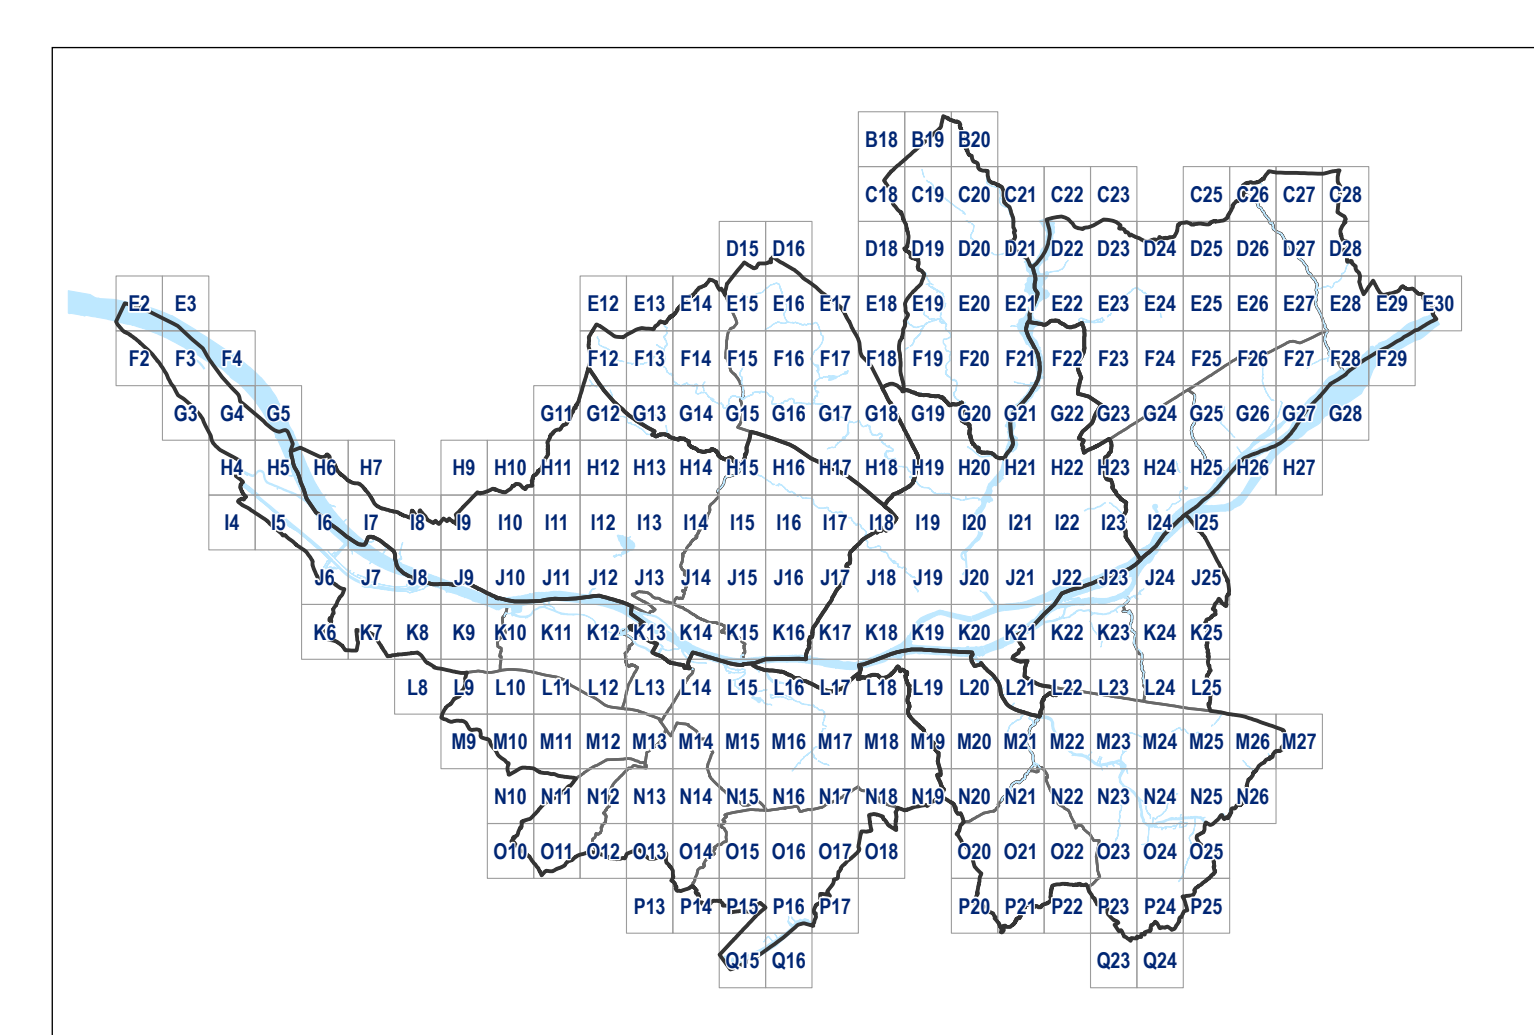 B18 B19 B20
C18 C19 C20 C21 C22 C23 C25 C26 C27 C28
D15 D16 D18 D19 D20 D21 D22 D23 D24 D25 D26 D27 D28
E2 E3 E12 E13 E14 E15 E16 E17 E18 E19 E20 E21 E22 E23 E24 E25 E26 E27 E28 E29 E30
F2 F3 F4 F12 F13 F14 F15 F16 F17 F18 F19 F20 F21 F22 F23 F24 F25 F26 F27 F28 F29
G3 G4 G5 G11 G12 G13 G14 G15 G16 G17 G18 G19 G20 G21 G22 G23 G24 G25 G26 G27 G28
H4 H5 H6 H7 H9 H10 H11 H12 H13 H14 H15 H16 H17 H18 H19 H20 H21 H22 H23 H24 H25 H26 H27
I4 I5 I6 I7 I8 I9 I10 I11 I12 I13 I14 I15 I16 I17 I18 I19 I20 I21 I22 I23 I24 I25
J6 J7 J8 J9 J10 J11 J12 J13 J14 J15 J16 J17 J18 J19 J20 J21 J22 J23 J24 J25
K6 K7 K8 K9 K10 K11 K12 K13 K14 K15 K16 K17 K18 K19 K20 K21 K22 K23 K24 K25
L8 L9 L10 L11 L12 L13 L14 L15 L16 L17 L18 L19 L20 L21 L22 L23 L24 L25
M9 M10 M11 M12 M13 M14 M15 M16 M17 M18 M19 M20 M21 M22 M23 M24 M25 M26 M27
N10 N11 N12 N13 N14 N15 N16 N17 N18 N19 N20 N21 N22 N23 N24 N25 N26
O10 O11 O12 O13 O14 O15 O16 O17 O18 O20 O21 O22 O23 O24 O25
P13 P14 P15 P16 P17 P20 P21 P22 P23 P24 P25
Q15 Q16 Q23 Q24